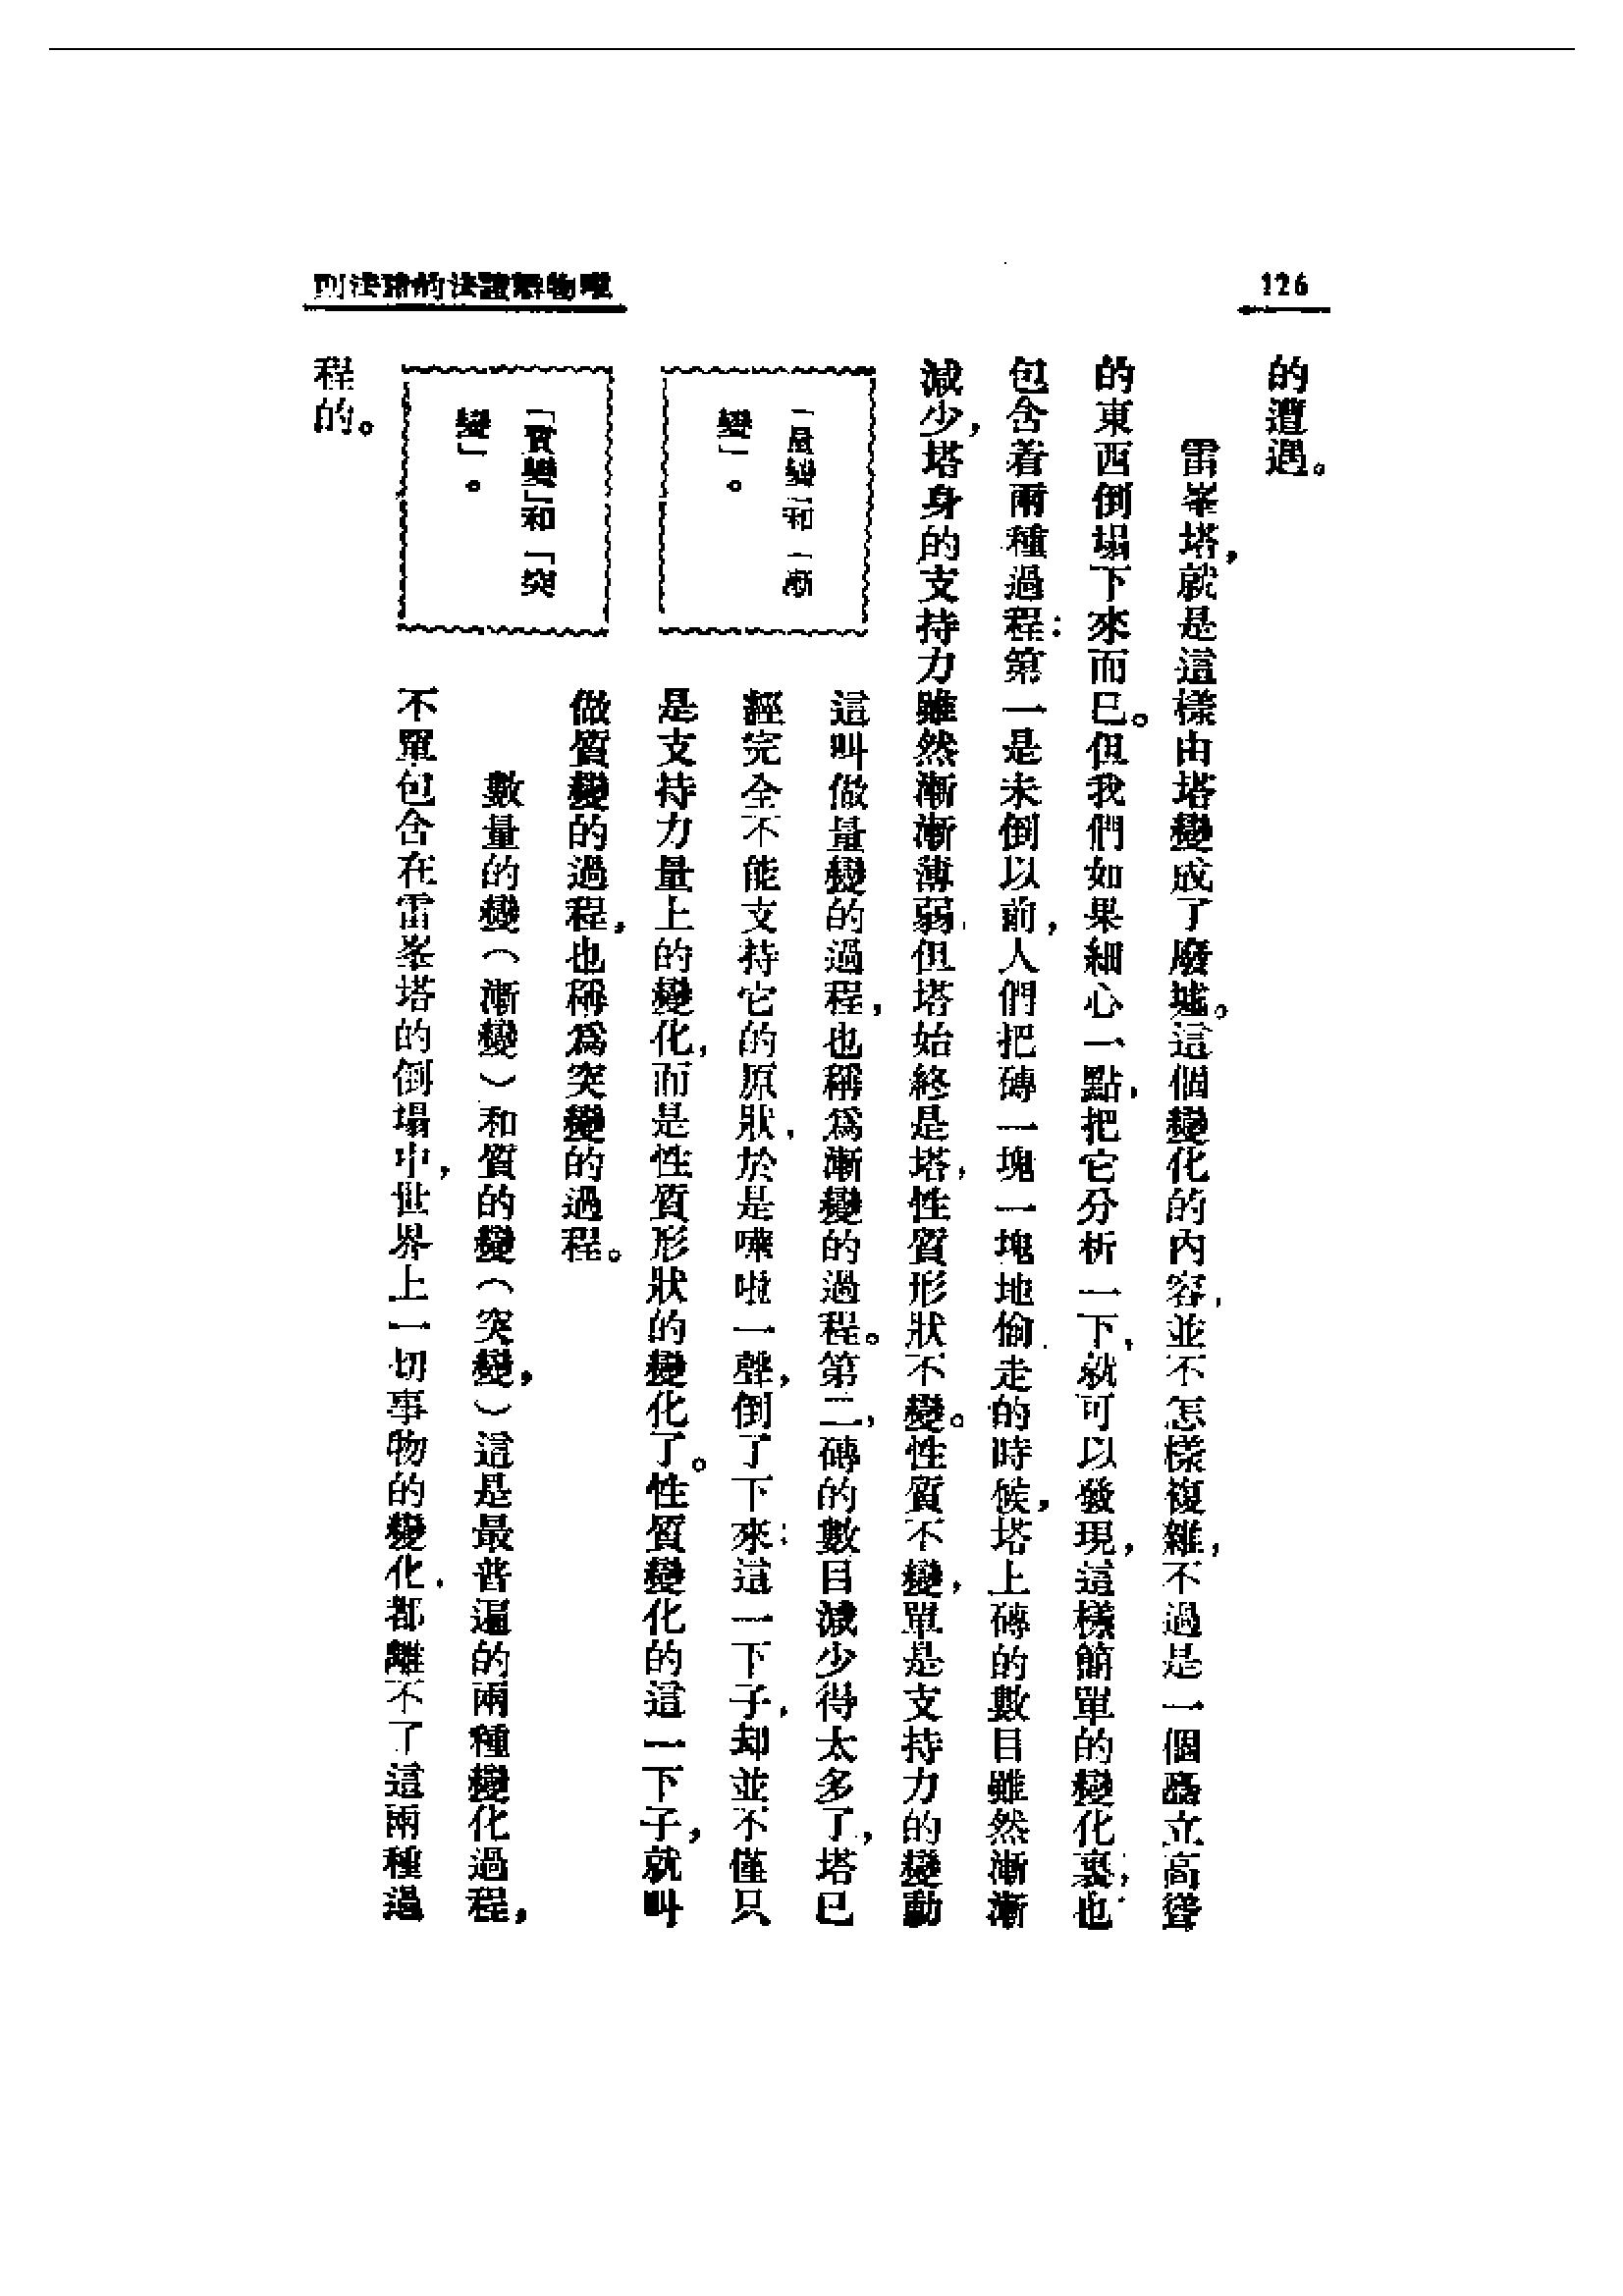 126
唯物辯證法的諸法則
的遭遇。
雷峯塔，就是這樣由塔變成了廢墟。這個變化的內容，並不怎樣複雜，不過是一個矗立高聳
的東西倒塌下來而已。但我們如果細心一點，把它分析一下，就可以發現，這樣簡單的變化裏，也
包含着兩種過程：第一是未倒以前，人們把磚一塊一塊地偷走的時候，塔上磚的數目雖然漸漸
減少，塔身的支持力雖然漸漸薄弱，但塔始終是塔，性質形狀不變。性質不變，單是支持力的變動
「量變」和「漸
變」。
這叫做量變的過程，也稱爲漸變的過程。第二，磚的數目減少得太多了，塔已
經完全不能支持它的原狀，於是嘩啦一聲，倒了下來；這一下子，却並不僅只
是支持力量上的變化，而是性質形狀的變化了。性質變化的這一下子，就叫
做質變的過程，也稱爲突變的過程。
「質變」和「突
變」。
數量的變（漸變）和質的變（突變，）這是最普遍的兩種變化過程，
不單包含在雷峯塔的倒塌中，世界上一切事物的變化，都離不了這兩種過
程的。